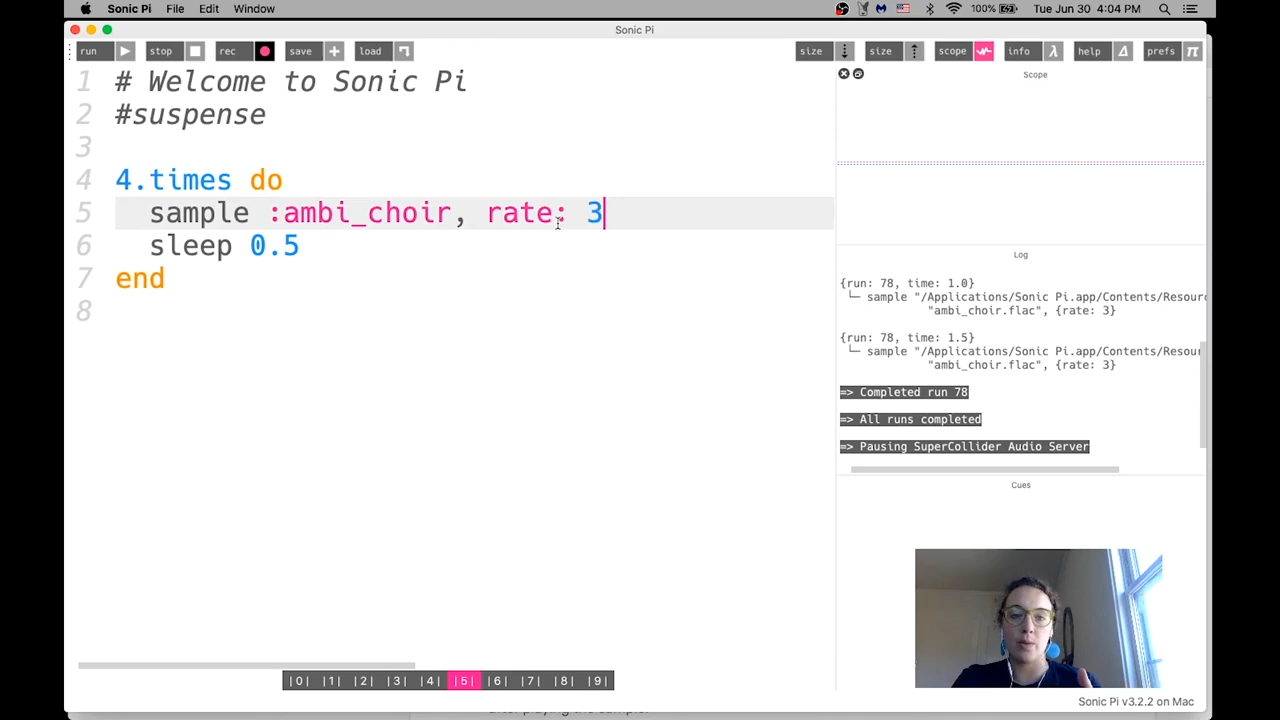 Sonic Pi File Edit Window 100% Tue Jun 30 4:04 PM
Sonic Pi
run stop rec save + load size size scope info λ help Δ prefs π
1 # Welcome to Sonic Pi
2 #suspense
3
4 4.times do
5 sample :ambi_choir, rate: 3
6 sleep 0.5
7 end
8
Scope
Log
{run: 78, time: 1.0}
└─ sample "/Applications/Sonic Pi.app/Contents/Resour
"ambi_choir.flac", {rate: 3}
{run: 78, time: 1.5}
└─ sample "/Applications/Sonic Pi.app/Contents/Resour
"ambi_choir.flac", {rate: 3}
=> Completed run 78
=> All runs completed
=> Pausing SuperCollider Audio Server
Cues
|0| |1| |2| |3| |4| |5| |6| |7| |8| |9|
Sonic Pi v3.2.2 on Mac